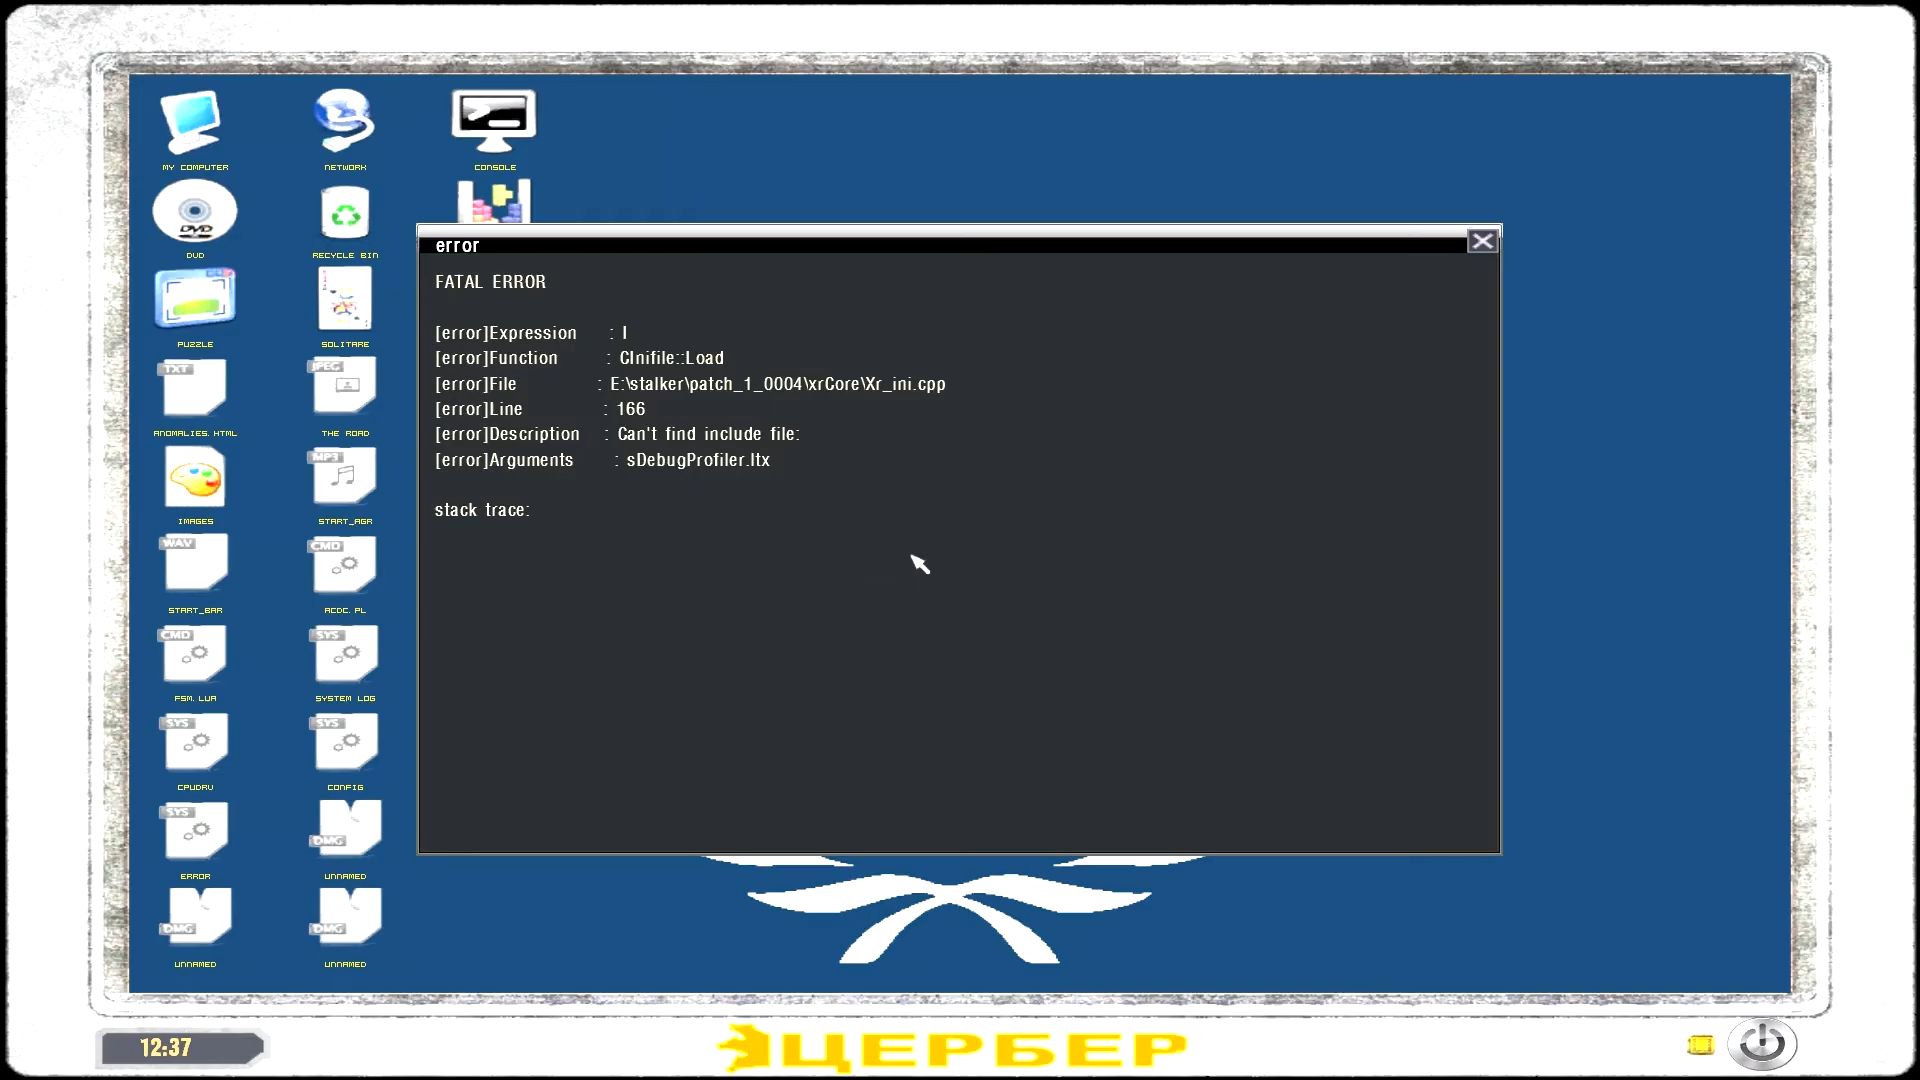 MY COMPUTER
NETWORK
CONSOLE
DVD
DVD
RECYCLE BIN
PUZZLE
SOLITARE
TXT
JPEG
ANOMALIES.HTML
THE ROAD
MP3
IMAGES
START_AGR
WAV
CMD
START_BAR
ACDC.PL
CMD
SYS
FSM.LUA
SYSTEM LOG
SYS
SYS
CPUDRV
CONFIG
SYS
DMG
ERROR
UNNAMED
DMG
DMG
UNNAMED
UNNAMED
error
FATAL ERROR
[error]Expression : I
[error]Function : CInifile::Load
[error]File : E:\stalker\patch_1_0004\xrCore\Xr_ini.cpp
[error]Line : 166
[error]Description : Can't find include file:
[error]Arguments : sDebugProfiler.ltx
stack trace:
12:37
ЦЕРБЕР